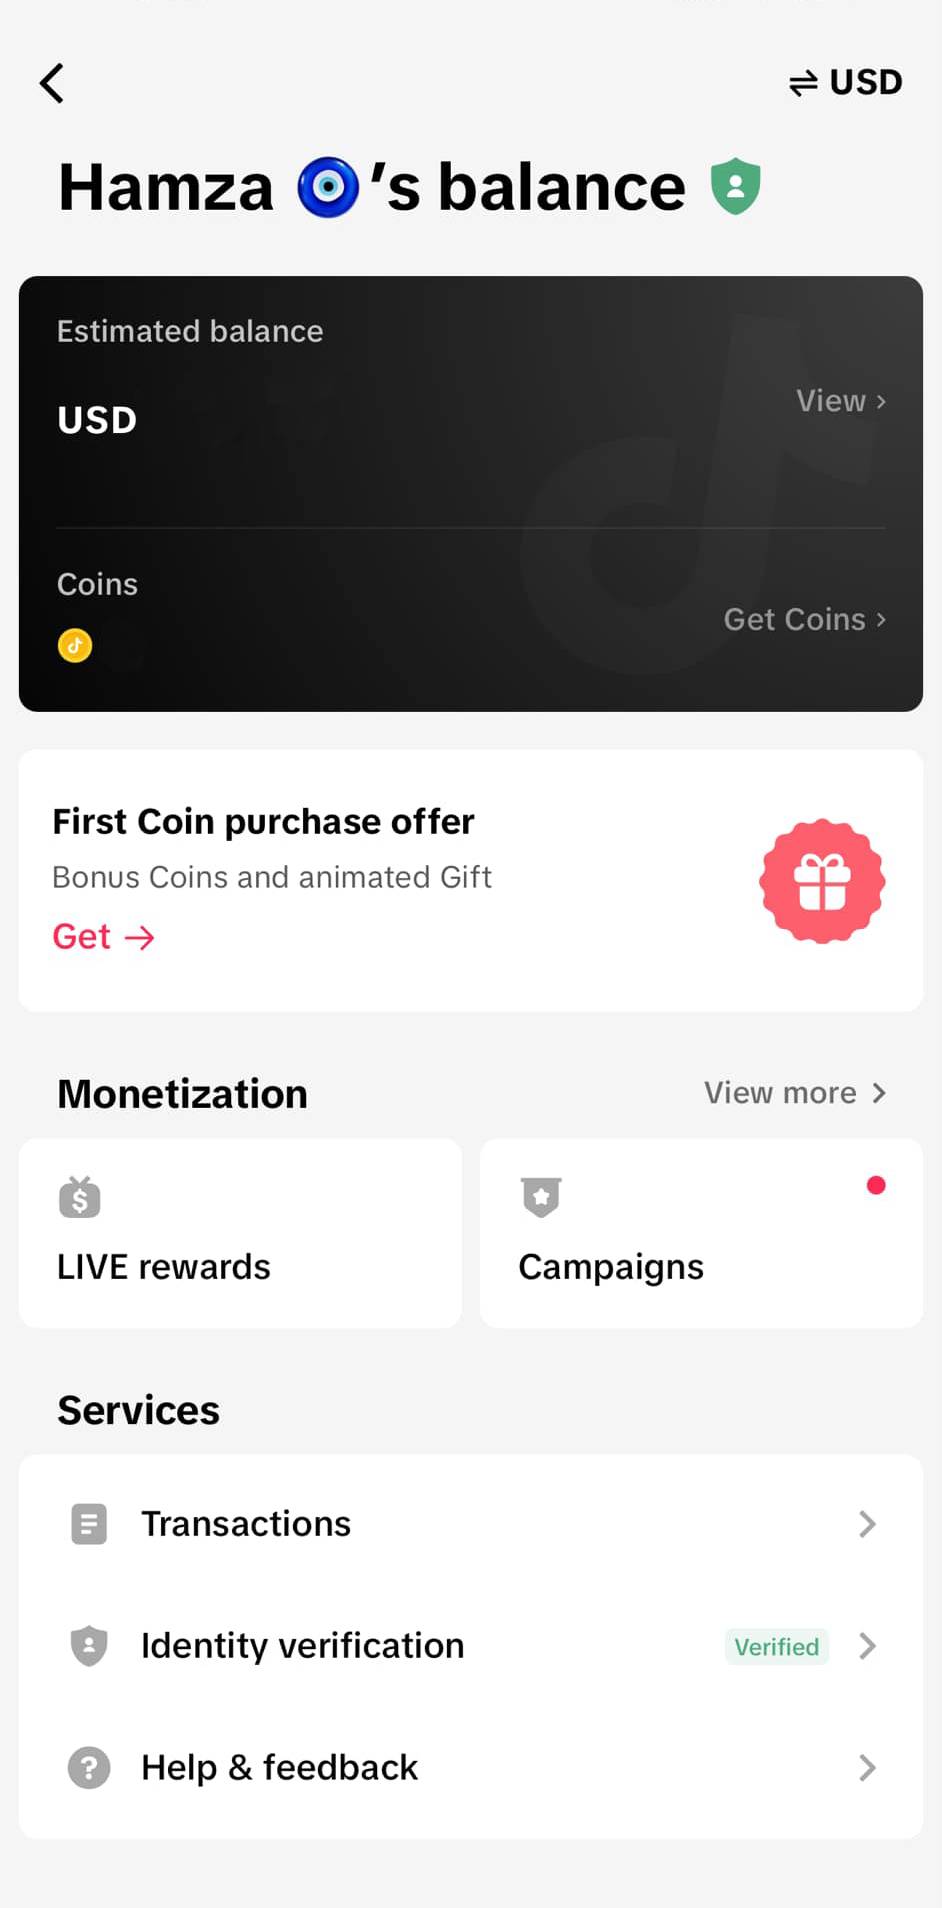 USD
Hamza 🧿's balance
Estimated balance
USD
View
Coins
Get Coins
First Coin purchase offer
Bonus Coins and animated Gift
Get →
Monetization
View more
LIVE rewards
Campaigns
Services
Transactions
Identity verification
Verified
Help & feedback